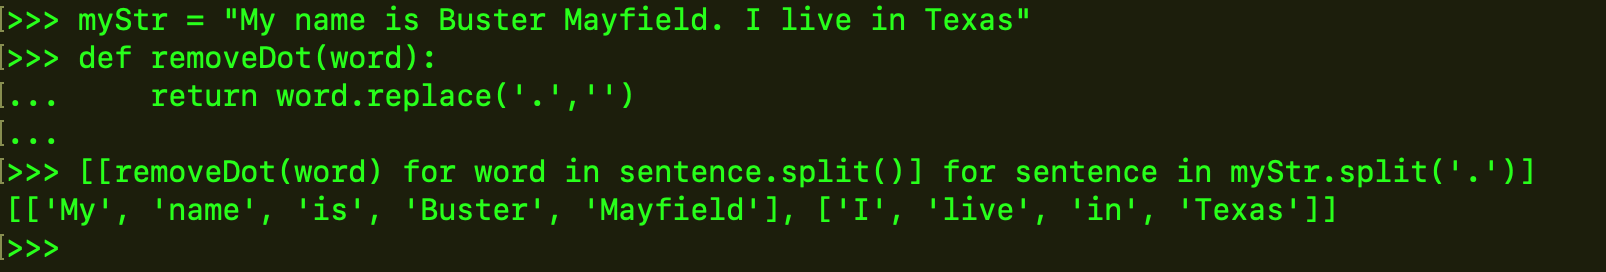 >>> myStr = "My name is Buster Mayfield. I live in Texas"
>>> def removeDot(word):
...     return word.replace('.','')
...
>>> [[removeDot(word) for word in sentence.split()] for sentence in myStr.split('.')]
[['My', 'name', 'is', 'Buster', 'Mayfield'], ['I', 'live', 'in', 'Texas']]
>>>